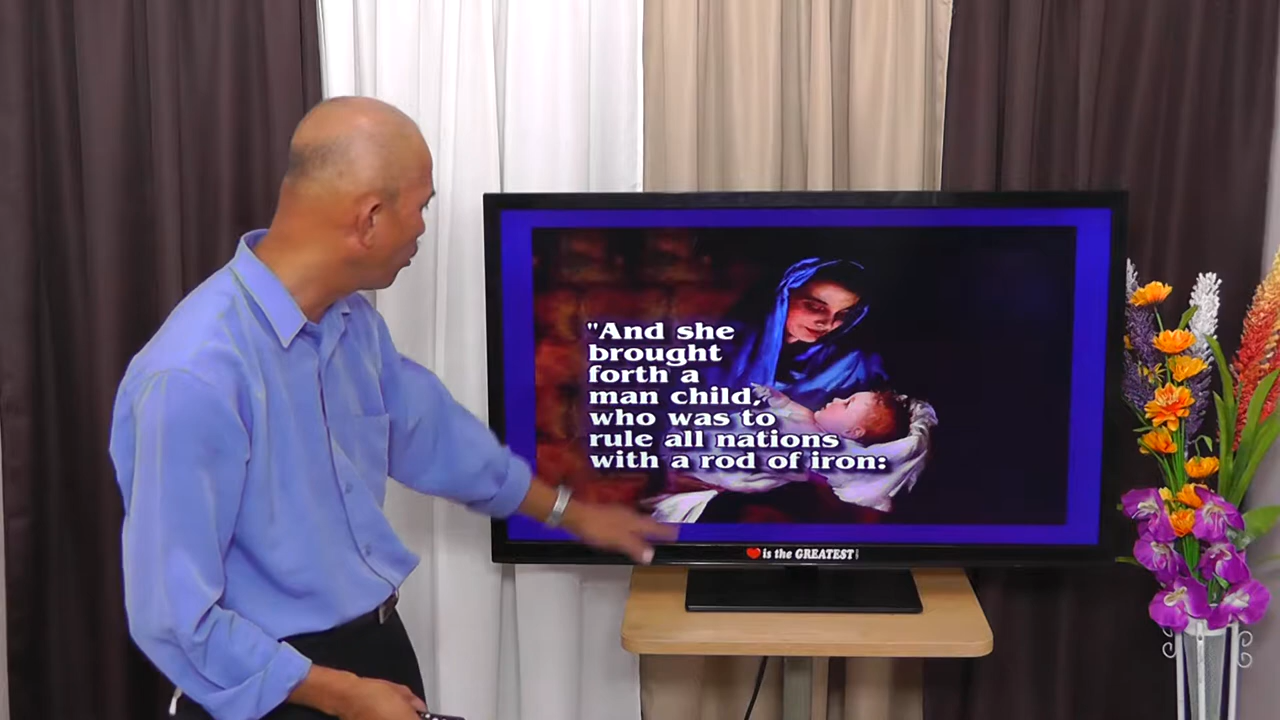 "And she
brought
forth a
man child,
who was to
rule all nations
with a rod of iron:
is the GREATEST!